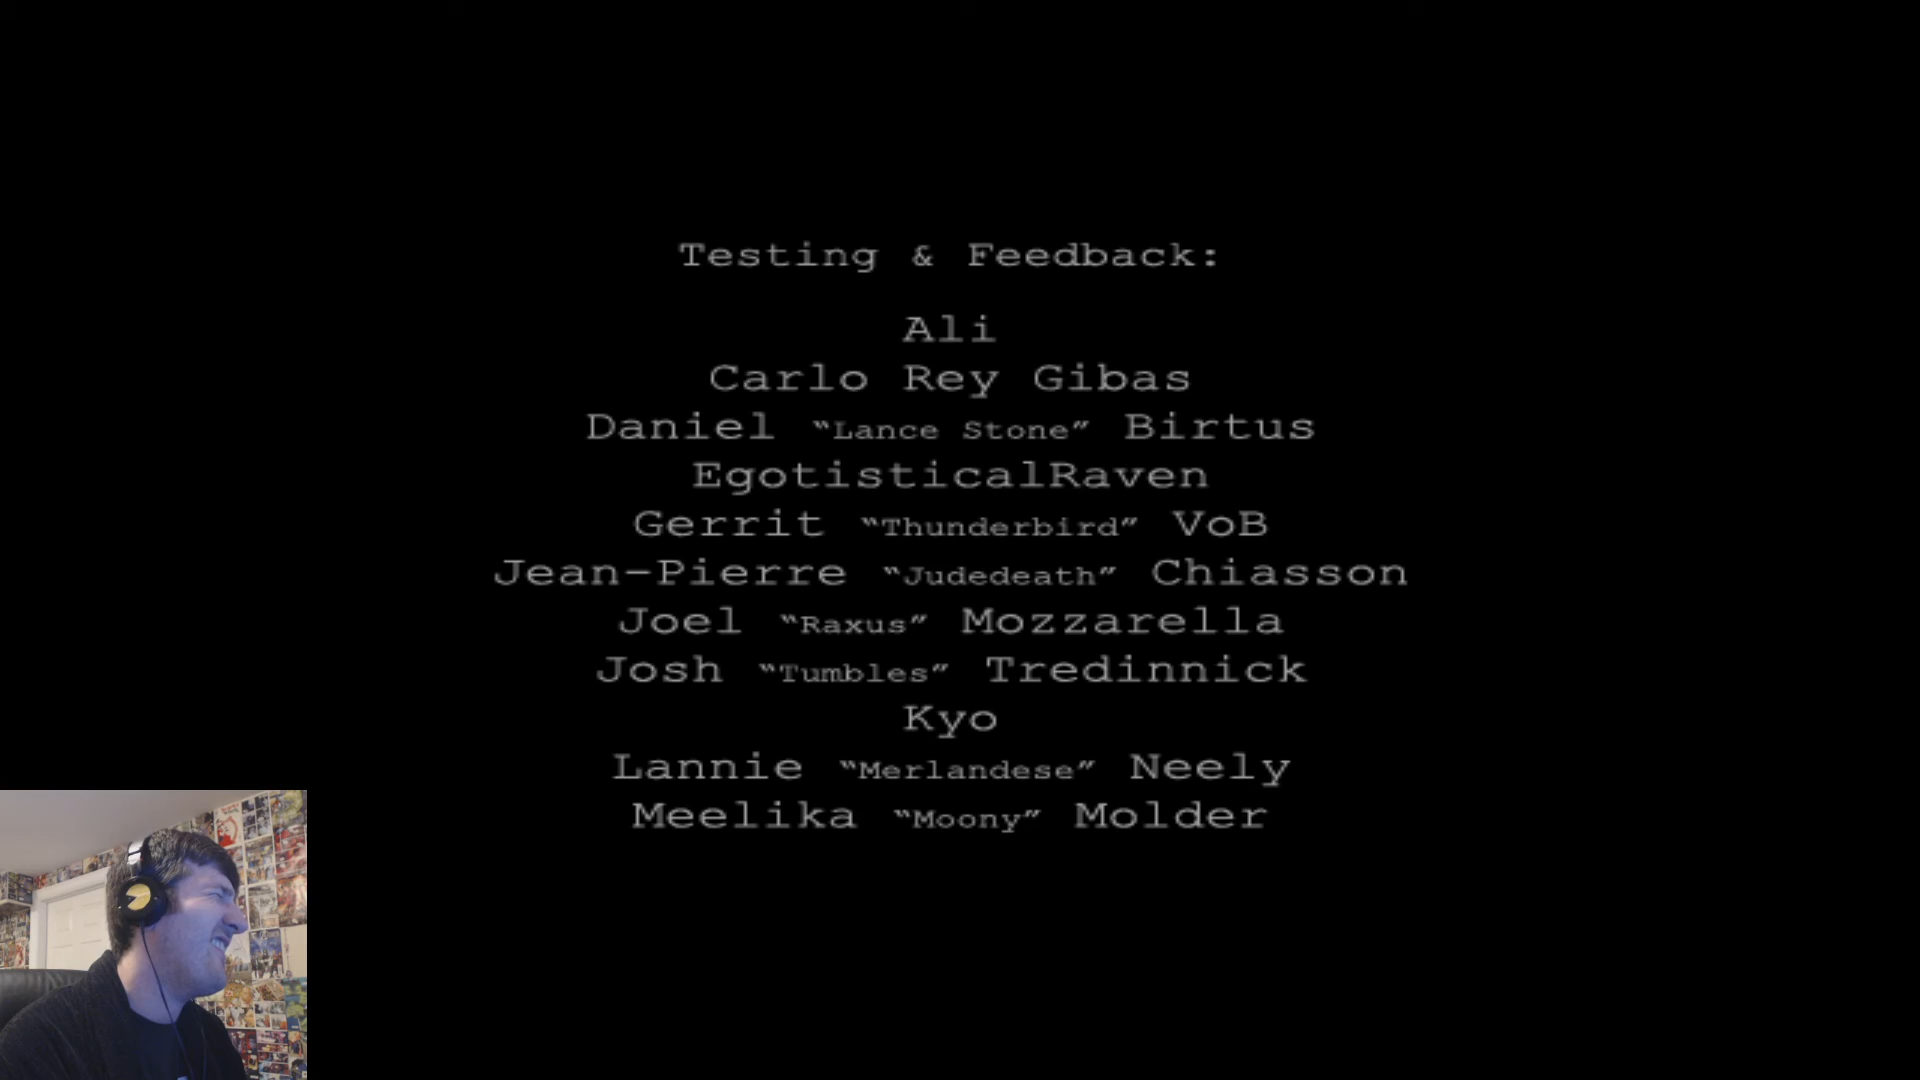 Testing & Feedback:
Ali
Carlo Rey Gibas
Daniel “Lance Stone” Birtus
EgotisticalRaven
Gerrit “Thunderbird” VoB
Jean-Pierre “Judedeath” Chiasson
Joel “Raxus” Mozzarella
Josh “Tumbles” Tredinnick
Kyo
Lannie “Merlandese” Neely
Meelika “Moony” Molder